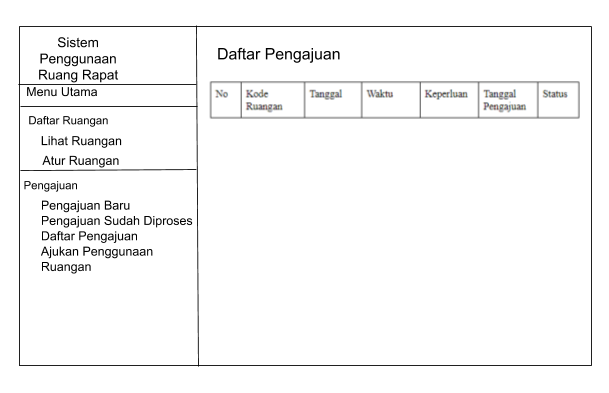 Sistem
Penggunaan
Ruang Rapat
Menu Utama
Daftar Ruangan
Lihat Ruangan
Atur Ruangan
Pengajuan
Pengajuan Baru
Pengajuan Sudah Diproses
Daftar Pengajuan
Ajukan Penggunaan
Ruangan
Daftar Pengajuan
No Kode Tanggal Waktu Keperluan Tanggal Status
Ruangan Pengajuan